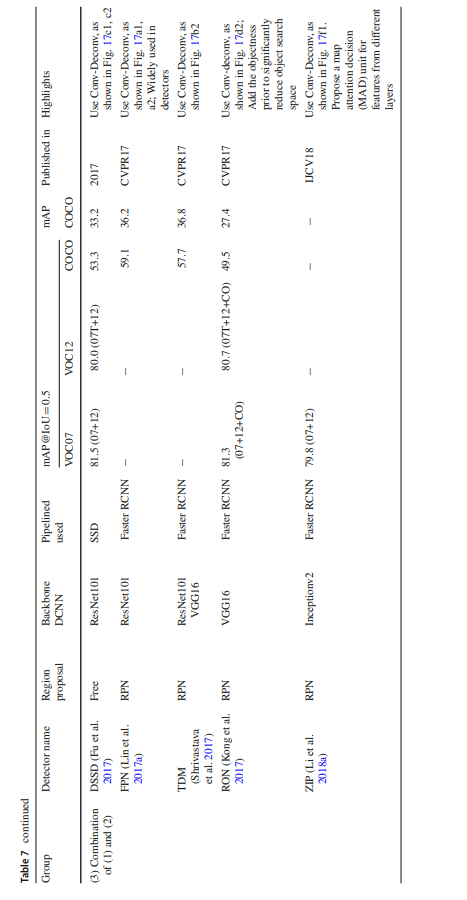 Table 7 continued
Group Detector name Region proposal Backbone DCNN Pipelined used mAP@IoU=0.5 mAP Published in Highlights
VOC07 VOC12 COCO COCO
(3) Combination of (1) and (2) DSSD (Fu et al. 2017) Free ResNet101 SSD 81.5 (07+12) 80.0 (07T+12) 53.3 33.2 2017 Use Conv-Deconv, as shown in Fig. 17c1, c2
FPN (Lin et al. 2017a) RPN ResNet101 Faster RCNN – – 59.1 36.2 CVPR17 Use Conv-Deconv, as shown in Fig. 17a1, a2; Widely used in detectors
TDM (Shrivastava et al. 2017) RPN ResNet101 VGG16 Faster RCNN – – 57.7 36.8 CVPR17 Use Conv-Deconv, as shown in Fig. 17b2
RON (Kong et al. 2017) RPN VGG16 Faster RCNN 81.3 (07+12+CO) 80.7 (07T+12+CO) 49.5 27.4 CVPR17 Use Conv-deconv, as shown in Fig. 17d2; Add the objectness prior to significantly reduce object search space
ZIP (Li et al. 2018a) RPN Inceptionv2 Faster RCNN 79.8 (07+12) – – – IJCV18 Use Conv-Deconv, as shown in Fig. 17f1. Propose a map attention decision (MAD) unit for features from different layers